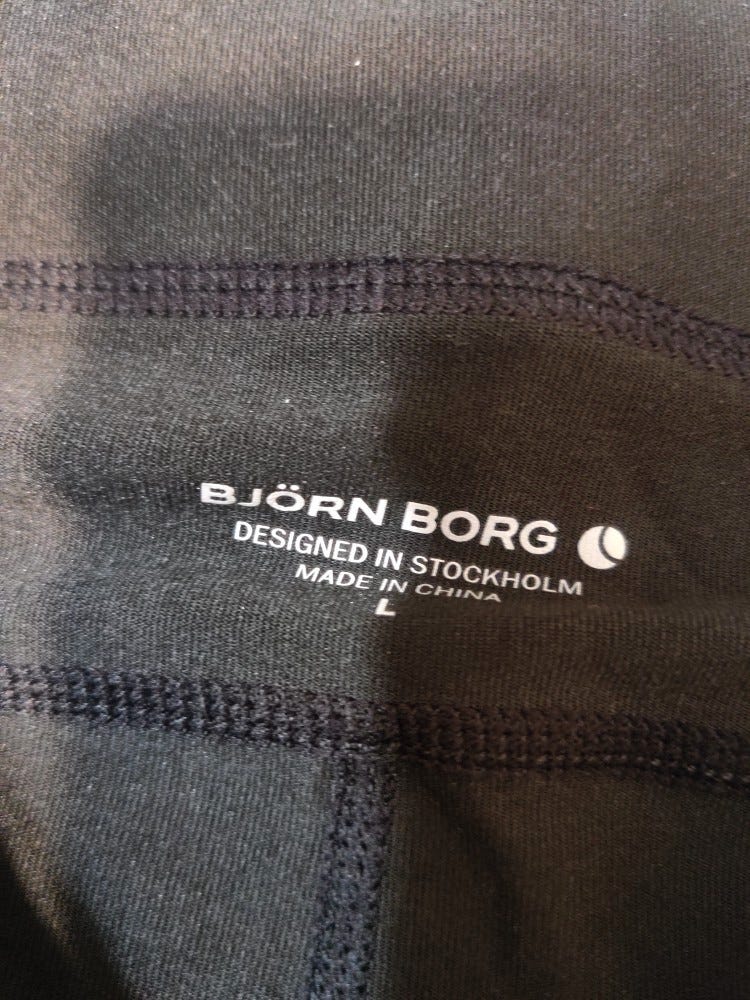 BJÖRN BORG
DESIGNED IN STOCKHOLM
MADE IN CHINA
L